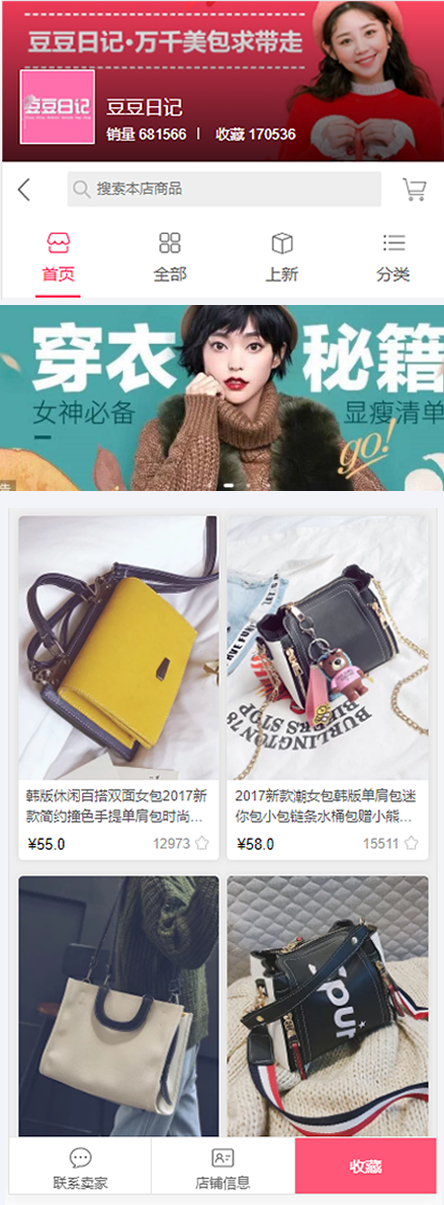 豆豆日记•万千美包求带走
豆豆日记
豆豆日记
销量 681566 | 收藏 170536
搜索本店商品
首页
全部
上新
分类
穿衣 秘籍
女神必备 显瘦清单
go!
告
韩版休闲百搭双面女包2017新
款简约撞色手提单肩包时尚...
¥55.0
12973
2017新款潮女包韩版单肩包迷
你包小包链条水桶包赠小熊...
¥58.0
15511
BURLINGTON78
BIKERS STOP
Spur
联系卖家
店铺信息
收藏